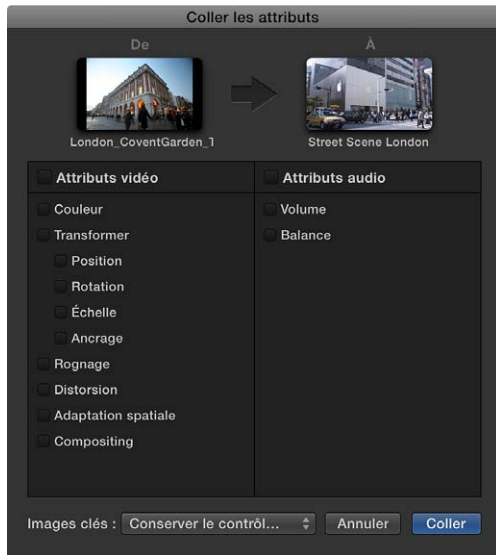 Coller les attributs
De
À
London_CoventGarden_1
Street Scene London
Attributs vidéo
Couleur
Transformer
Position
Rotation
Échelle
Ancrage
Rognage
Distorsion
Adaptation spatiale
Compositing
Attributs audio
Volume
Balance
Images clés : Conserver le contrôl... Annuler Coller